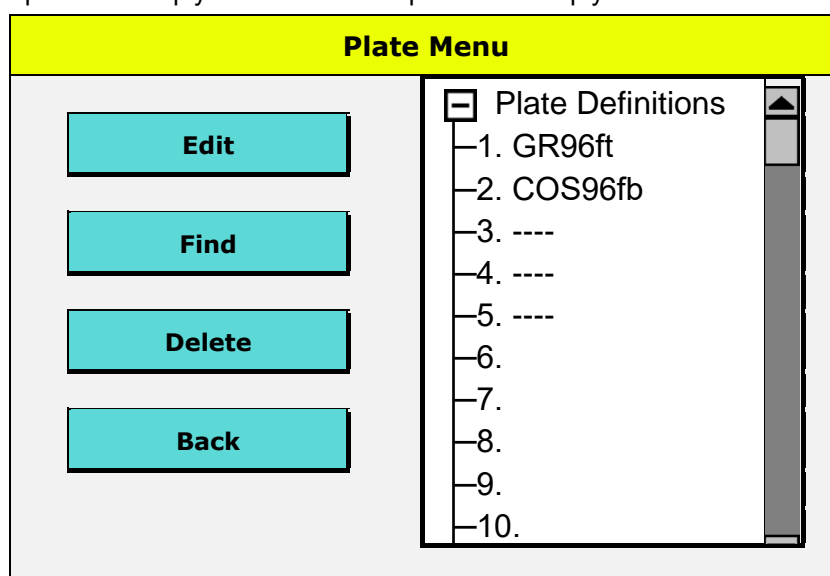 Plate Menu
Edit
Find
Delete
Back
Plate Definitions
1. GR96ft
2. COS96fb
3. ----
4. ----
5. ----
6.
7.
8.
9.
10.